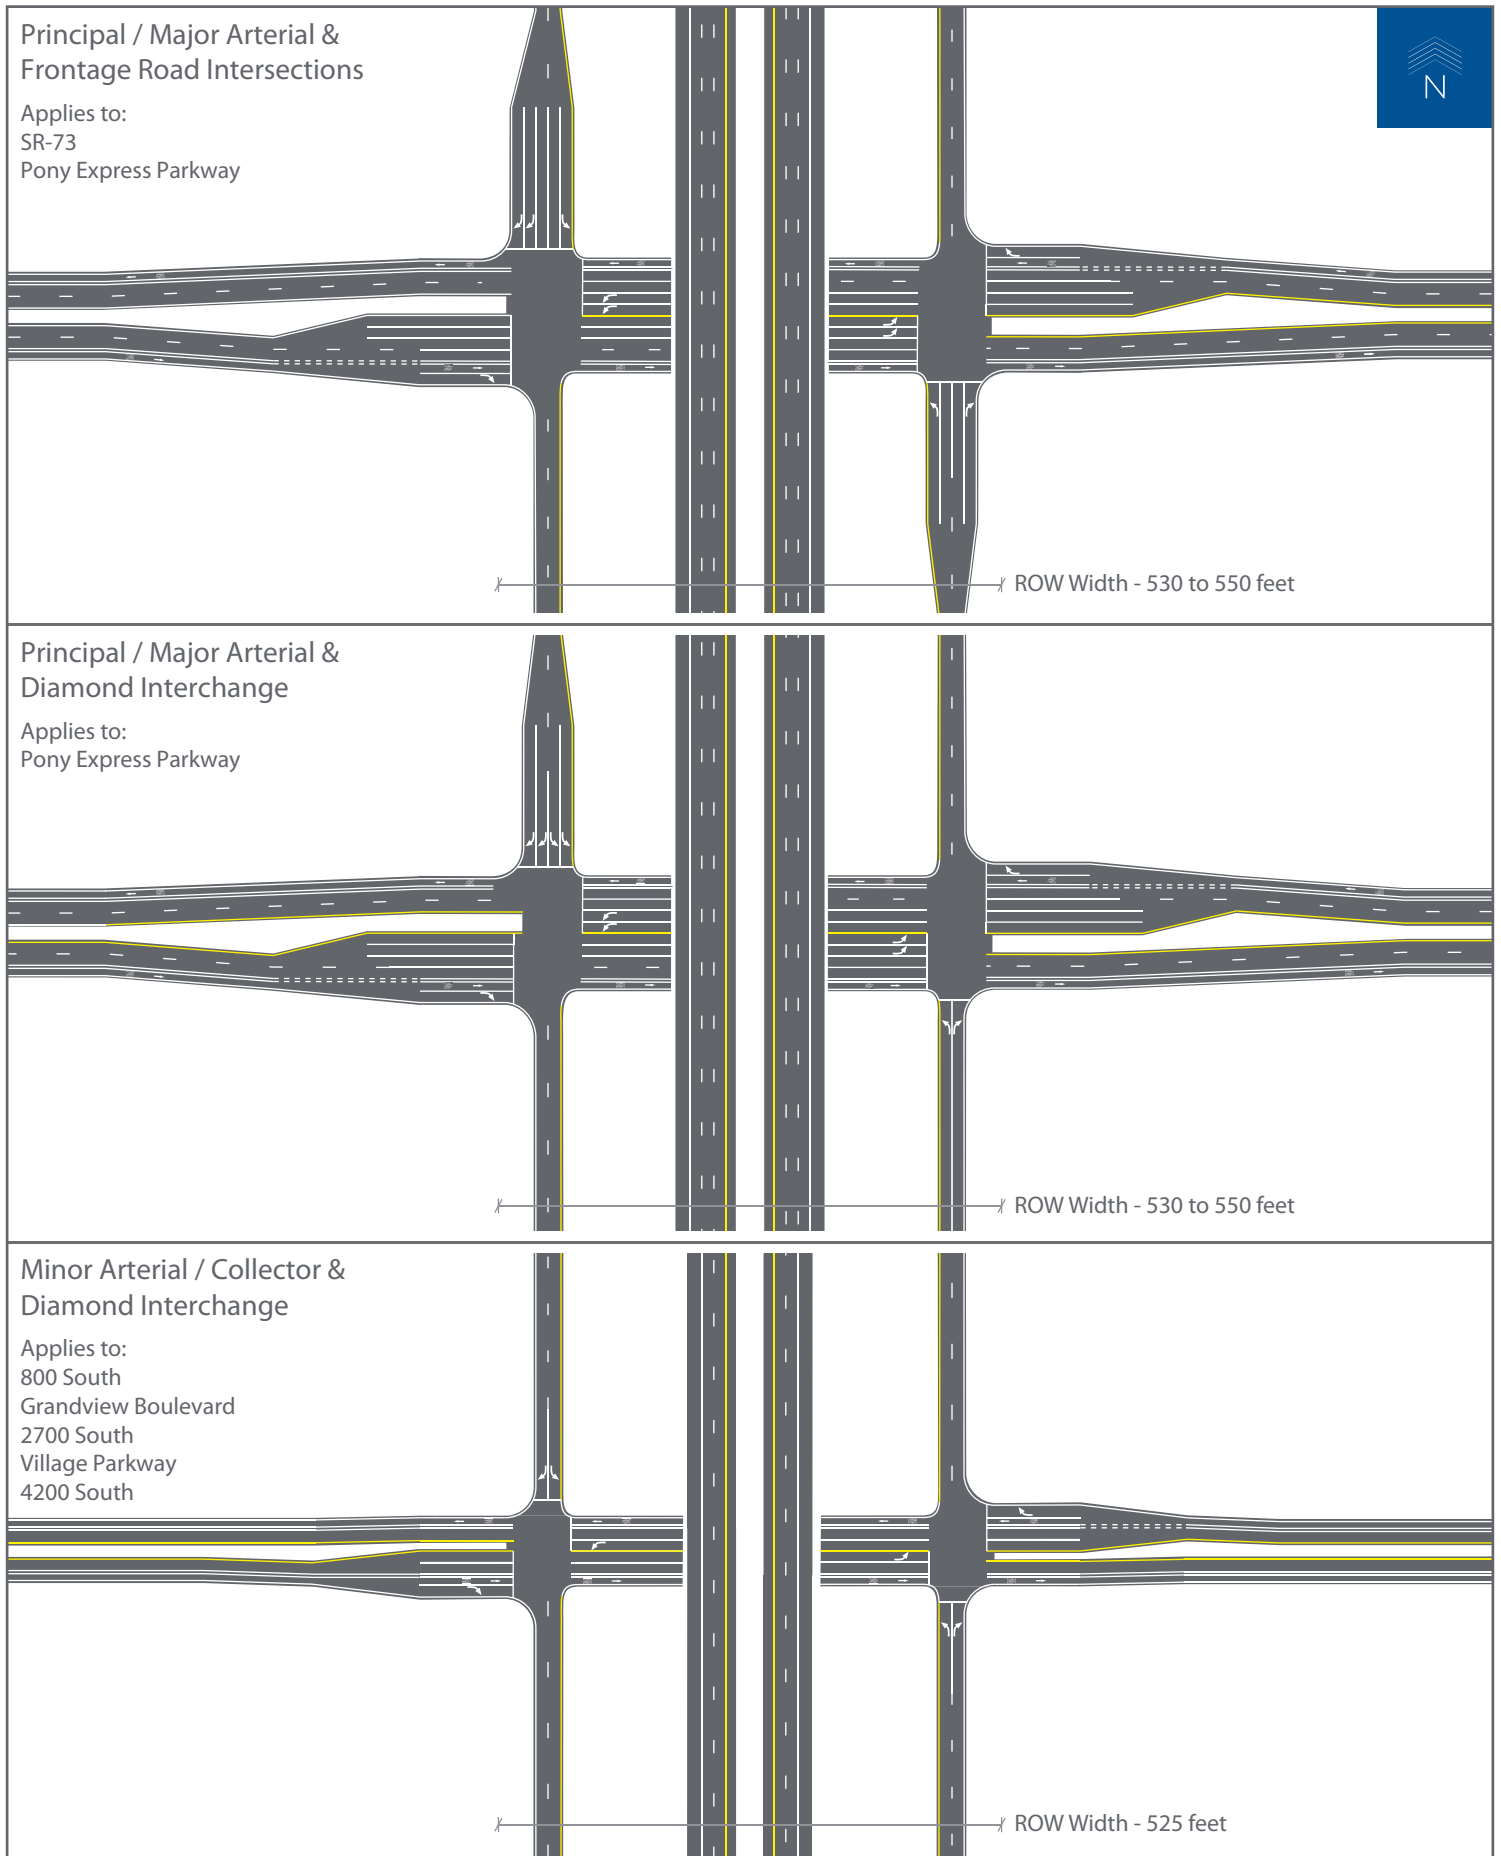 Principal / Major Arterial &
Frontage Road Intersections
Applies to:
SR-73
Pony Express Parkway
N
ROW Width - 530 to 550 feet
Principal / Major Arterial &
Diamond Interchange
Applies to:
Pony Express Parkway
ROW Width - 530 to 550 feet
Minor Arterial / Collector &
Diamond Interchange
Applies to:
800 South
Grandview Boulevard
2700 South
Village Parkway
4200 South
ROW Width - 525 feet